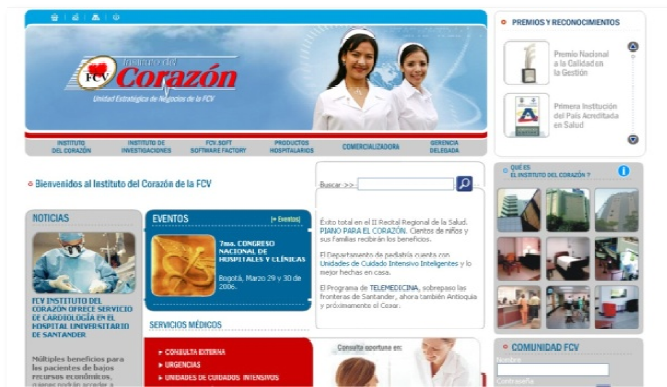 PREMIOS Y RECONOCIMENTOS
Premio Nacional
a la Calidad en
la Gestión
Primera Institución
del País Acreditada
en Salud
Instituto del
FCV
Corazón
Unidad Estratégica de Negocios de la FCV
INSTITUTO
DEL CORAZÓN
INSTITUTO DE
INVESTIGACIONES
FCV.SOFT
SOFTWARE FACTORY
PRODUCTOS
HOSPITALARIOS
COMERCIALIZADORA
GERENCIA
DELEGADA
Bienvenidos al Instituto del Corazón de la FCV
Buscar >>
QUÉ ES
EL INSTITUTO DEL CORAZÓN ?
NOTICIAS
FCV INSTITUTO DEL
CORAZÓN OFRECE SERVICIO
DE CARDIOLOGÍA EN EL
HOSPITAL UNIVERSITARIO
DE SANTANDER
Múltiples beneficios para
los pacientes de bajos
recursos económicos,
EVENTOS
[+ Eventos]
7ma. CONGRESO
NACIONAL DE
HOSPITALES Y CLÍNICAS
Bogotá, Marzo 29 y 30 de
2006.
Éxito total en el II Recital Regional de la Salud.
PIANO PARA EL CORAZÓN. Cientos de niños y
sus familias recibirán los beneficios.
El Departamento de pediatría cuenta con
Unidades de Cuidado Intensivo Inteligentes y lo
mejor hechas en casa.
El Programa de TELEMEDICINA, sobrepaso las
fronteras de Santander, ahora también Antioquia
y próximamente el Cesar.
SERVICIOS MÉDICOS
CONSULTA EXTERNA
URGENCIAS
UNIDADES DE CUIDADOS INTENSIVOS
Consulta oportuna en:
COMUNIDAD FCV
Nombre
Contraseña